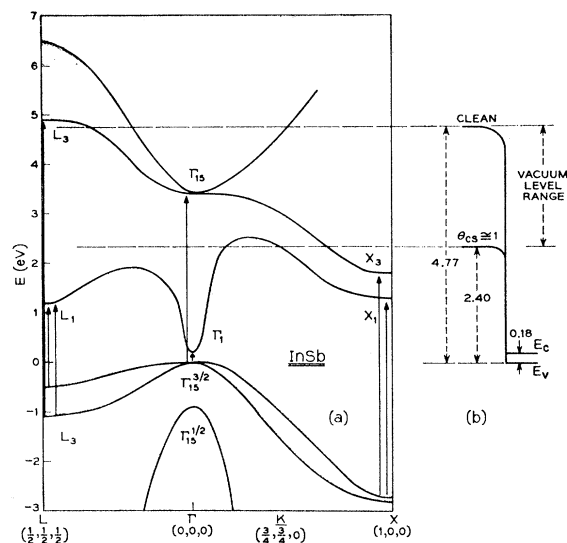 7
6
5
4
3
2
1
0
−1
−2
−3
E (eV)
L₃
Γ₁₅
L₁
Γ₁
X₃
X₁
InSb
Γ₁₅^3/2
L₃
Γ₁₅^1/2
(a)
L
Γ
K
X
(½,½,½)
(0,0,0)
(¾,¾,0)
(1,0,0)
CLEAN
VACUUM
LEVEL
RANGE
θCS≅1
4.77
2.40
0.18
EC
EV
(b)